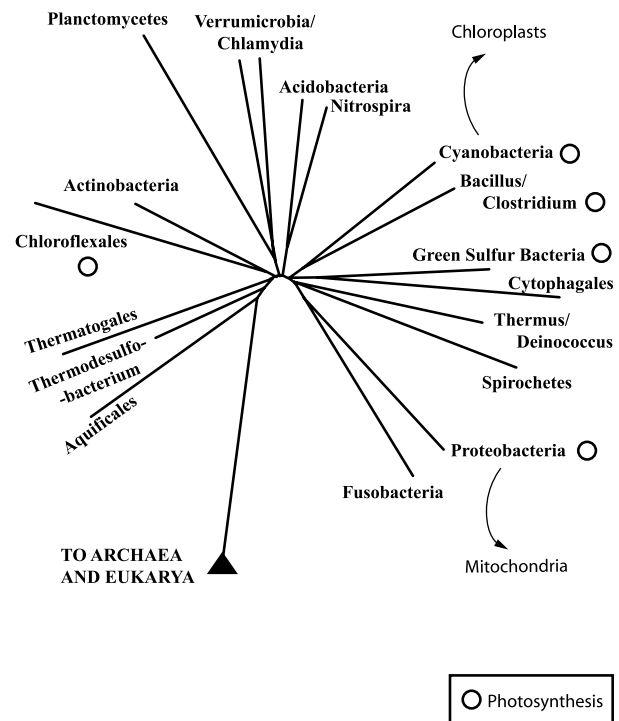 Planctomycetes
Verrumicrobia/
Chlamydia
Acidobacteria
Nitrospira
Chloroplasts
Cyanobacteria
Bacillus/
Clostridium
Actinobacteria
Chloroflexales
Green Sulfur Bacteria
Cytophagales
Thermus/
Deinococcus
Spirochetes
Thermatogales
Thermodesulfo-
-bacterium
Aquificales
Proteobacteria
Fusobacteria
Mitochondria
TO ARCHAEA
AND EUKARYA
Photosynthesis